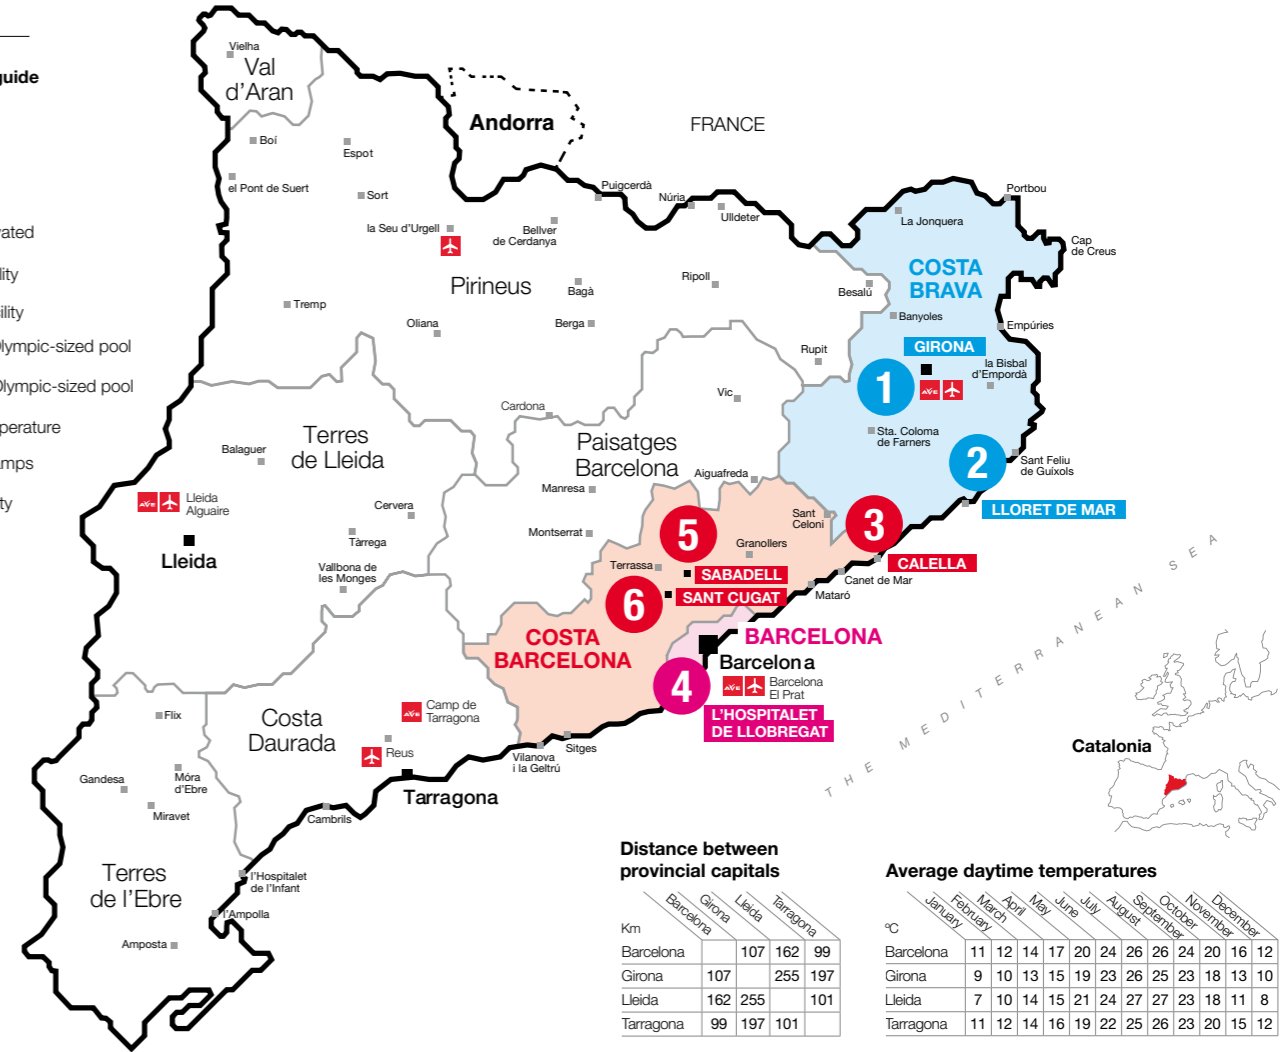 guide
Vielha
Val
d'Aran
Boí
Espot
el Pont de Suert
Sort
Andorra
FRANCE
la Seu d'Urgell
Bellver
de Cerdanya
Puigcerdà
Núria
Ulldeter
La Jonquera
Portbou
Cap
de Creus
Pirineus
Tremp
Oliana
Bagà
Berga
Ripoll
Besalú
COSTA
BRAVA
Banyoles
Empúries
GIRONA
Rupit
la Bisbal
d'Empordà
1
AVE
Vic
Cardona
Sta. Coloma
de Farners
2
Sant Feliu
de Guíxols
LLORET DE MAR
Terres
de Lleida
Balaguer
Paisatges
Barcelona
Manresa
Aiguafreda
AVE
Lleida
Alguaire
Lleida
Cervera
Tàrrega
Vallbona de
les Monges
Montserrat
Sant
Celoni
3
CALELLA
Canet de Mar
Mataró
5
Granollers
Terrassa
SABADELL
SANT CUGAT
6
COSTA
BARCELONA
BARCELONA
Barcelona
AVE
Barcelona
El Prat
4
L'HOSPITALET
DE LLOBREGAT
THE MEDITERRANEAN SEA
Sitges
Vilanova
i la Geltrú
AVE
Camp de
Tarragona
Costa
Daurada
Reus
Tarragona
Cambrils
Flix
Gandesa
Móra
d'Ebre
Miravet
Terres
de l'Ebre
l'Hospitalet
de l'Infant
l'Ampolla
Amposta
vated
lity
cility
Olympic-sized pool
Olympic-sized pool
perature
amps
ty
Catalonia
Distance between
provincial capitals
Km Barcelona Girona Lleida Tarragona
Barcelona 107 162 99
Girona 107 255 197
Lleida 162 255 101
Tarragona 99 197 101
Average daytime temperatures
ºC January February March April May June July August September October November December
Barcelona 11 12 14 17 20 24 26 26 24 20 16 12
Girona 9 10 13 15 19 23 26 25 23 18 13 10
Lleida 7 10 14 15 21 24 27 27 23 18 11 8
Tarragona 11 12 14 16 19 22 25 26 23 20 15 12